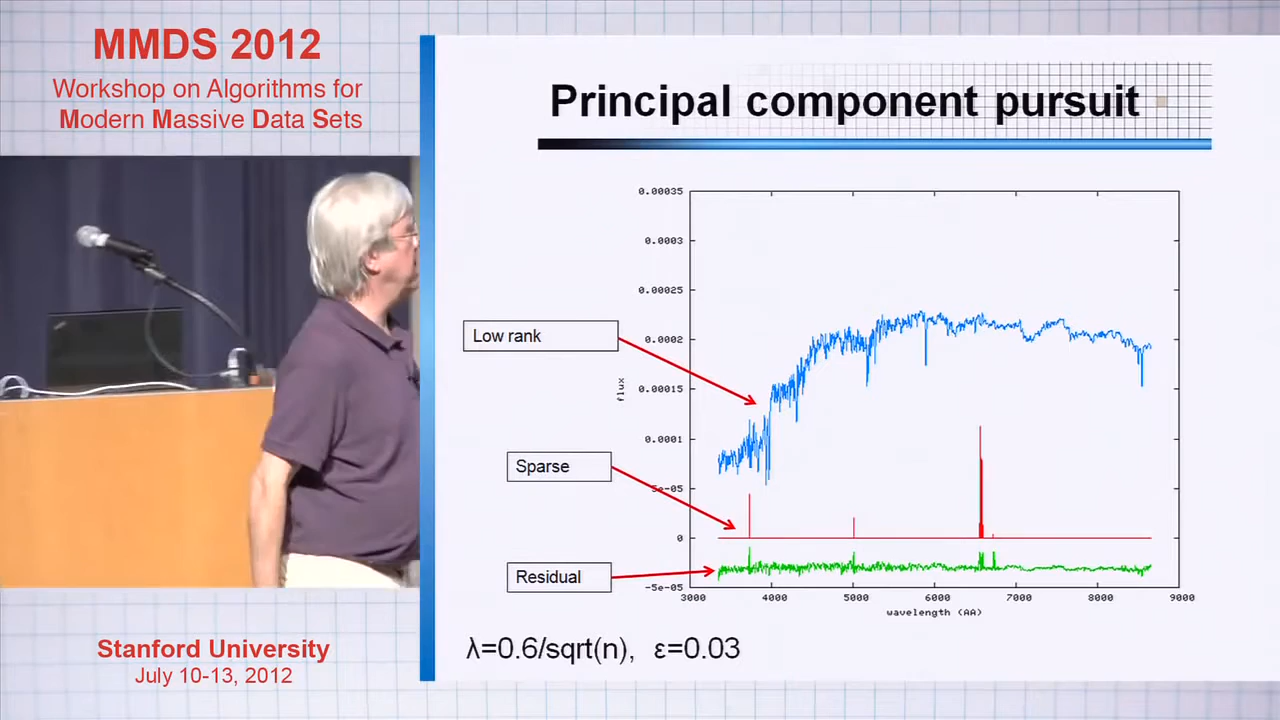 MMDS 2012
Workshop on Algorithms for
Modern Massive Data Sets
Principal component pursuit
0.00035
0.0003
0.00025
0.0002
0.00015
0.0001
5e-05
0
-5e-05
flux
3000 4000 5000 6000 7000 8000 9000
wavelength (AA)
Low rank
Sparse
Residual
λ=0.6/sqrt(n), ε=0.03
Stanford University
July 10-13, 2012